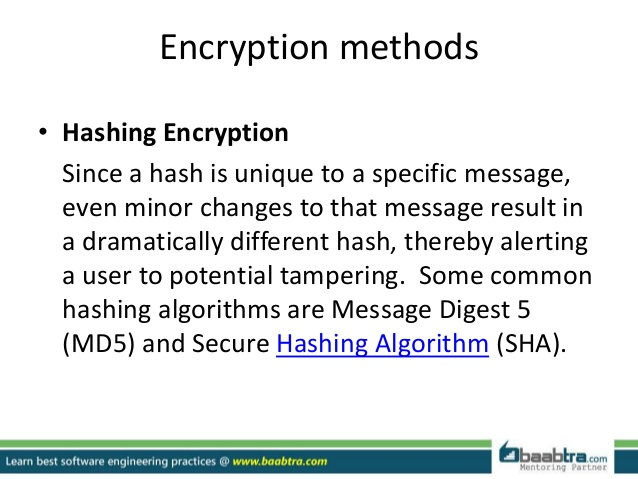 Encryption methods
• Hashing Encryption
Since a hash is unique to a specific message,
even minor changes to that message result in
a dramatically different hash, thereby alerting
a user to potential tampering.  Some common
hashing algorithms are Message Digest 5
(MD5) and Secure Hashing Algorithm (SHA).
Learn best software engineering practices @ www.baabtra.com
baabtra.com
Mentoring Partner